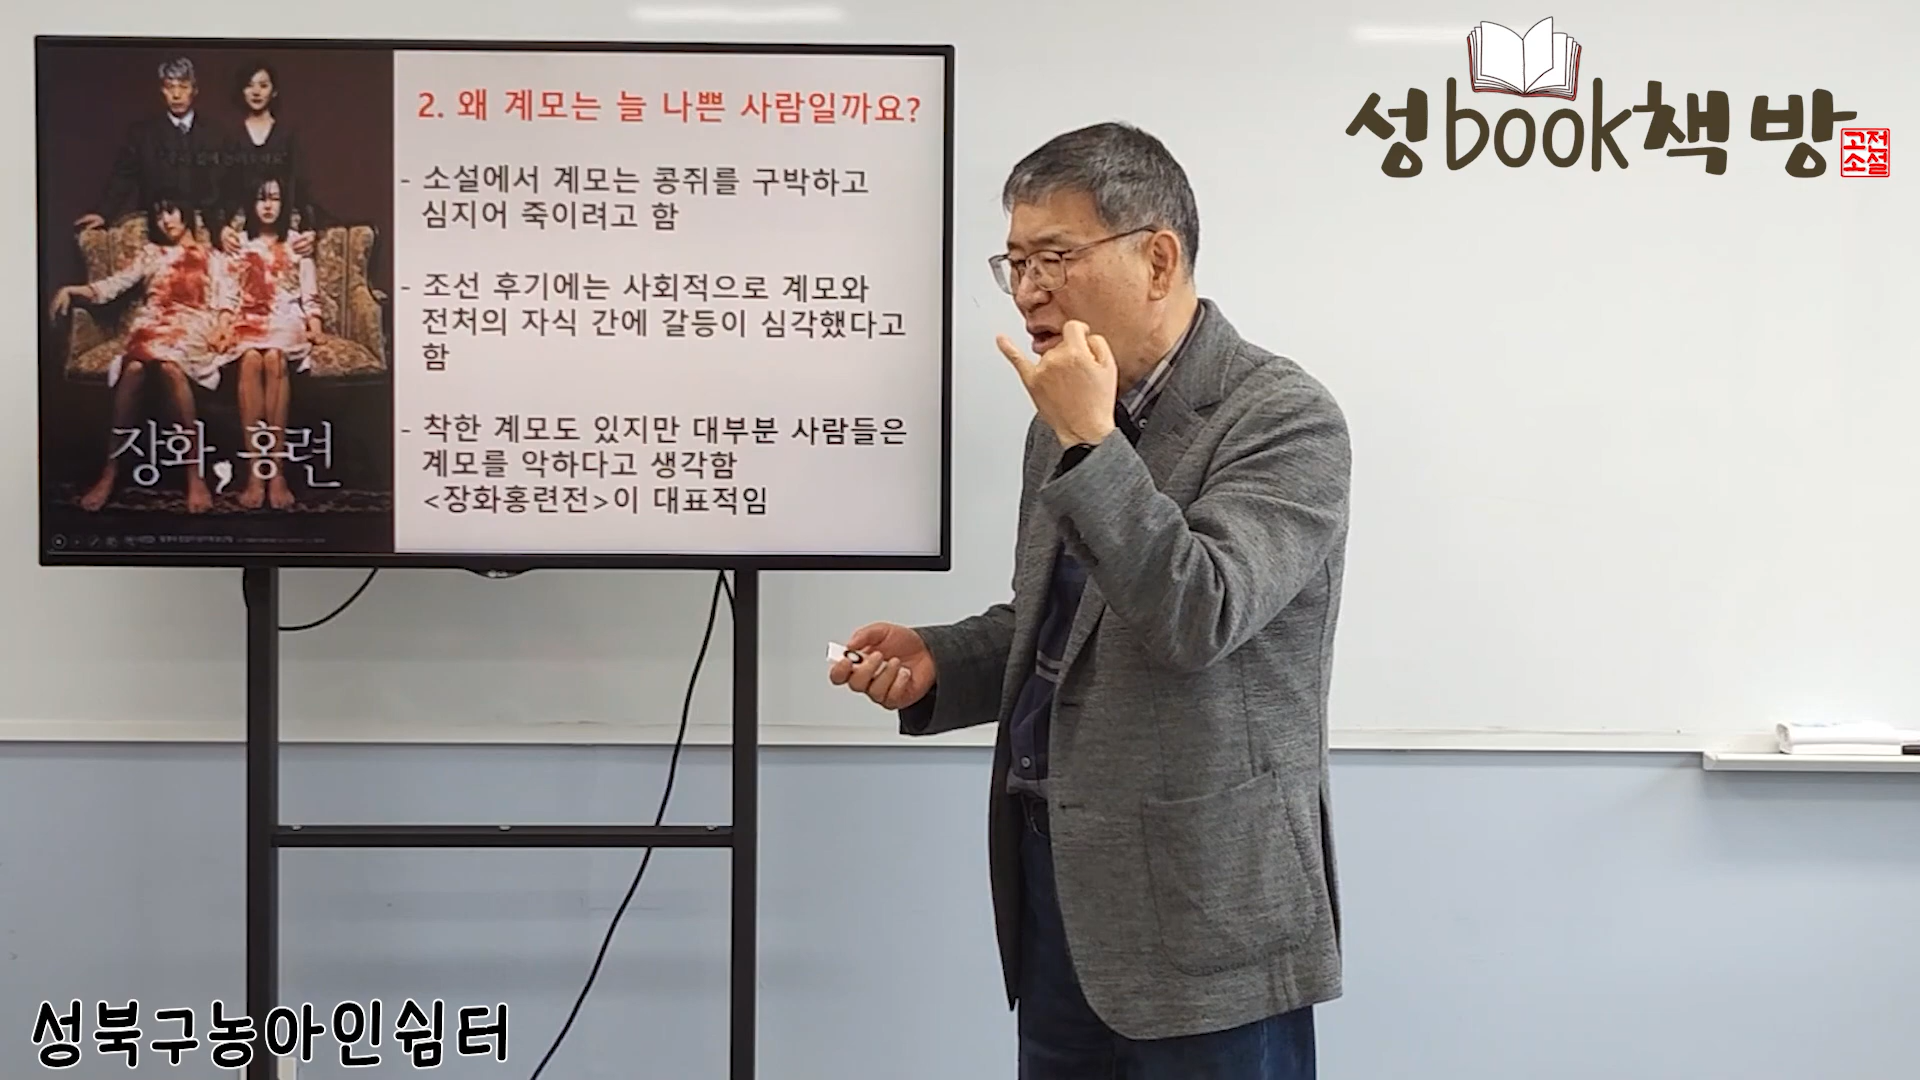 2. 왜 계모는 늘 나쁜 사람일까요?
- 소설에서 계모는 콩쥐를 구박하고
심지어 죽이려고 함
- 조선 후기에는 사회적으로 계모와
전처의 자식 간에 갈등이 심각했다고
함
- 착한 계모도 있지만 대부분 사람들은
계모를 악하다고 생각함
<장화홍련전>이 대표적임
장화, 홍련
성book책방
고전
소설
성북구농아인쉼터